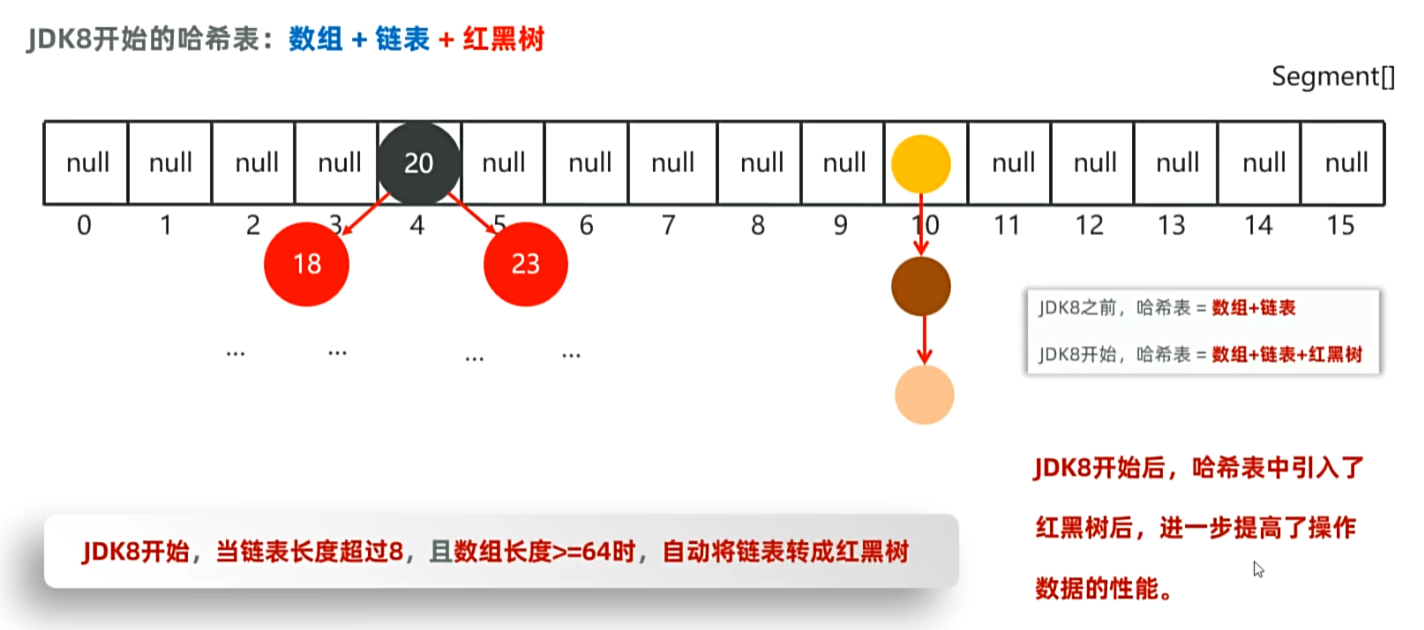 JDK8开始的哈希表：数组 + 链表 + 红黑树
Segment[]
null null null null 20 null null null null null null null null null null
0 1 2 3 4 5 6 7 8 9 10 11 12 13 14 15
18 23
... ... ... ...
JDK8之前，哈希表 = 数组+链表
JDK8开始，哈希表 = 数组+链表+红黑树
JDK8开始后，哈希表中引入了
红黑树后，进一步提高了操作
数据的性能。
JDK8开始，当链表长度超过8，且数组长度>=64时，自动将链表转成红黑树